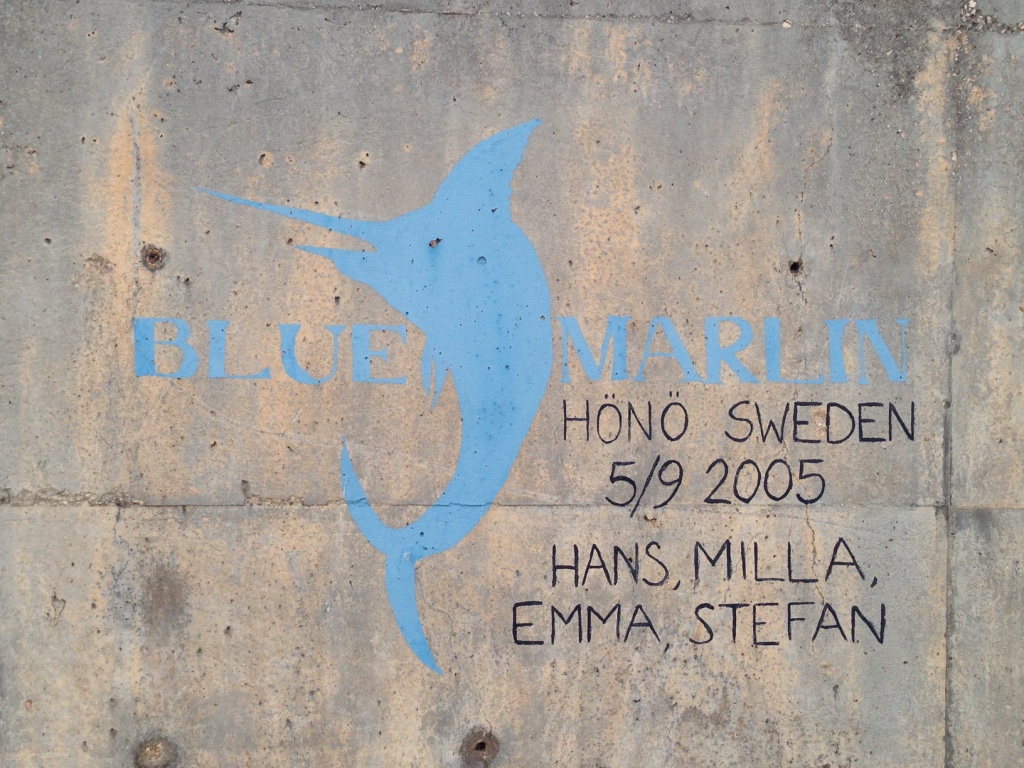 BLUE MARLIN
HÖNÖ SWEDEN
5/9 2005
HANS, MILLA,
EMMA, STEFAN